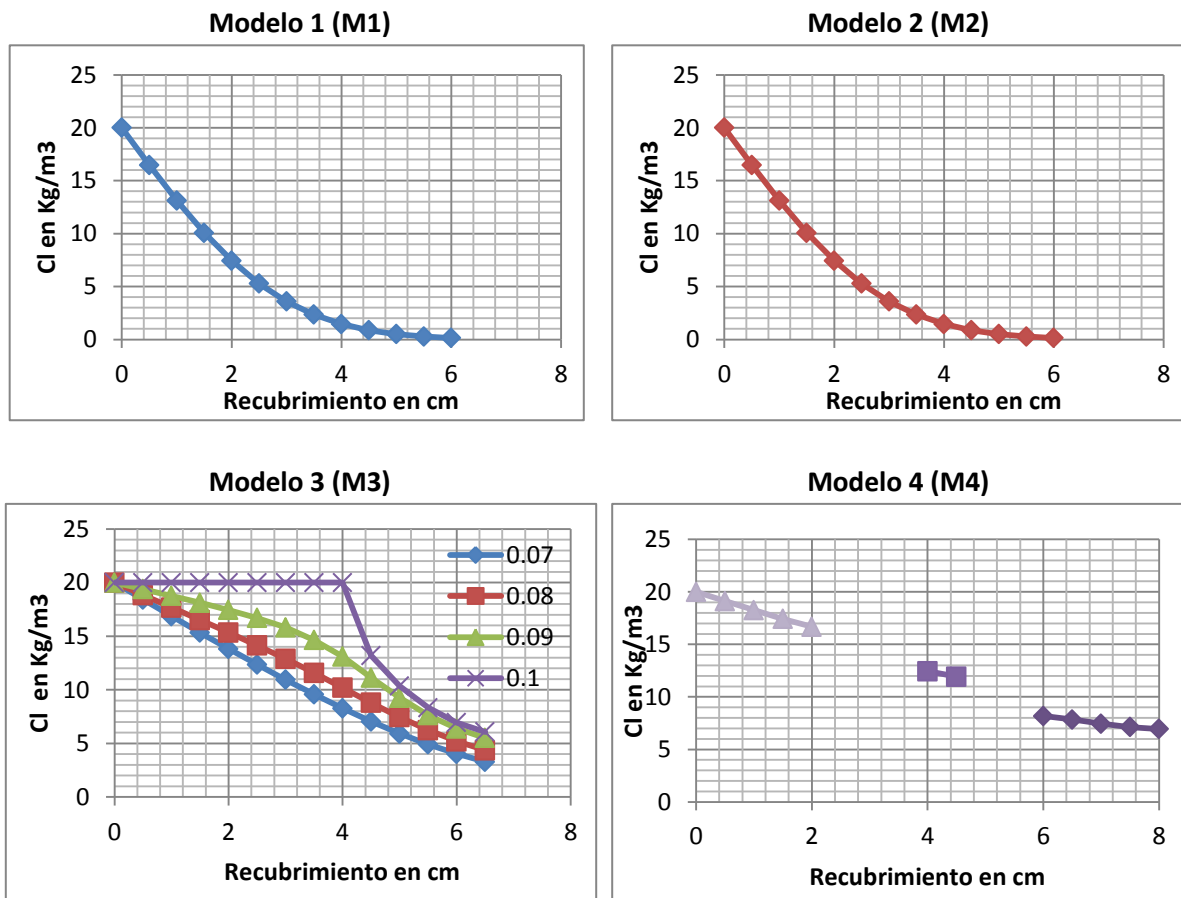 Modelo 1 (M1)
Cl en Kg/m3
25
20
15
10
5
0
0 2 4 6 8
Recubrimiento en cm
Modelo 2 (M2)
Cl en Kg/m3
25
20
15
10
5
0
0 2 4 6 8
Recubrimiento en cm
Modelo 3 (M3)
Cl en Kg/m3
25
20
15
10
5
0
0 2 4 6 8
Recubrimiento en cm
0.07
0.08
0.09
0.1
Modelo 4 (M4)
Cl en Kg/m3
25
20
15
10
5
0
0 2 4 6 8
Recubrimiento en cm